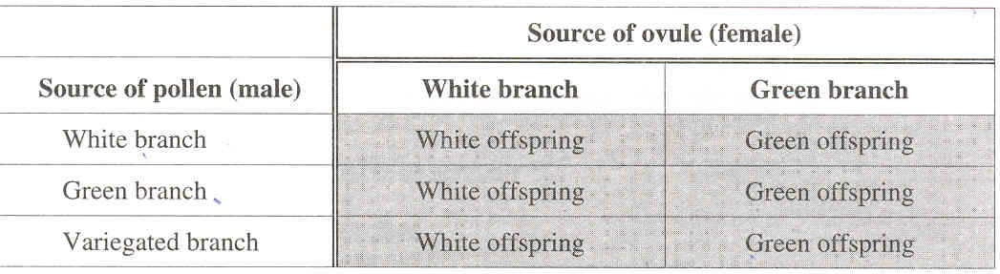 Source of ovule (female)
Source of pollen (male) White branch Green branch
White branch White offspring Green offspring
Green branch White offspring Green offspring
Variegated branch White offspring Green offspring